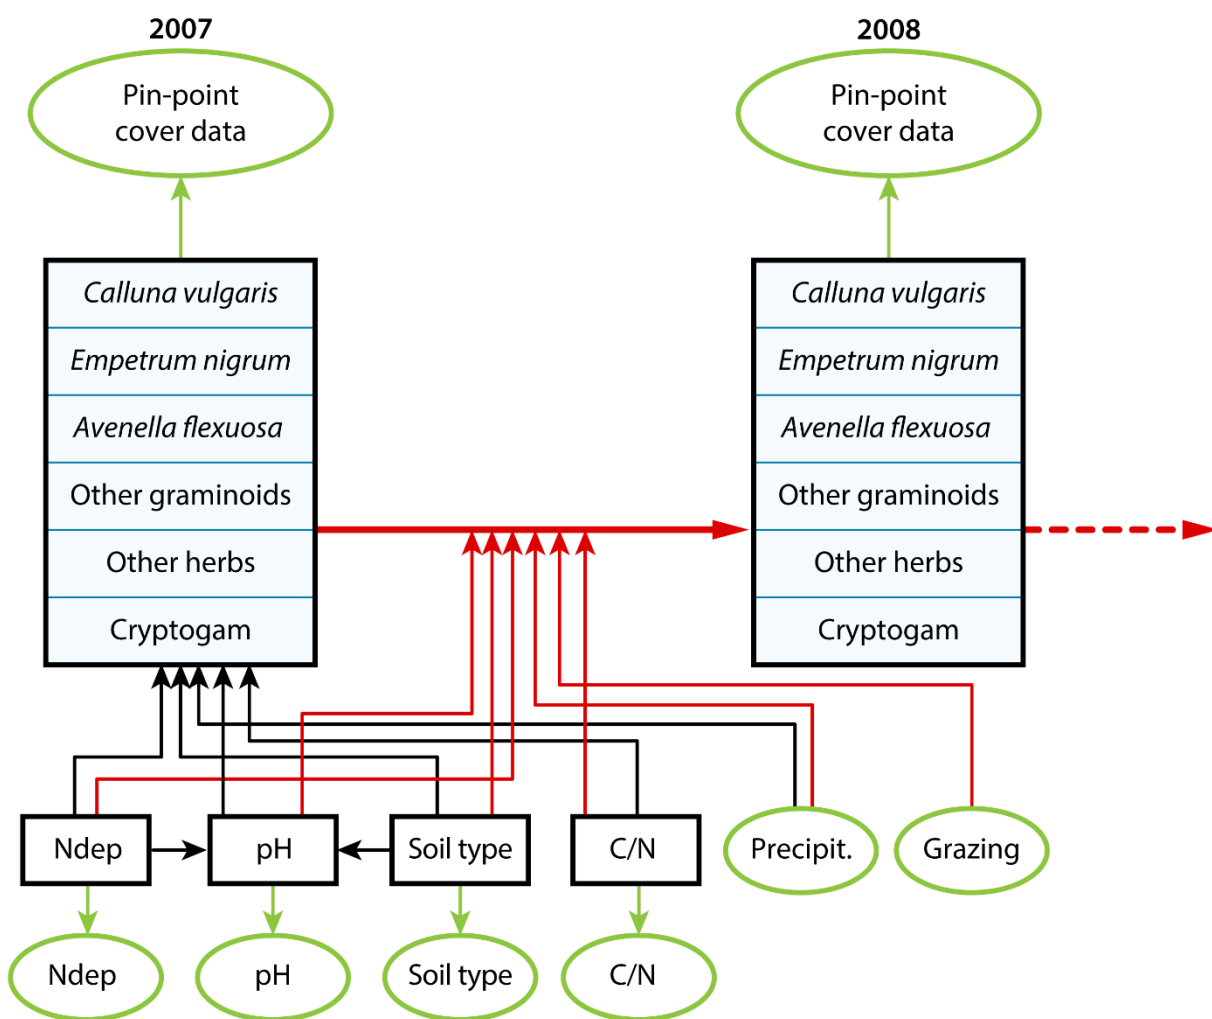 2007
2008
Pin-point
cover data
Pin-point
cover data
Calluna vulgaris
Empetrum nigrum
Avenella flexuosa
Other graminoids
Other herbs
Cryptogam
Calluna vulgaris
Empetrum nigrum
Avenella flexuosa
Other graminoids
Other herbs
Cryptogam
Ndep
pH
Soil type
C/N
Precipit.
Grazing
Ndep
pH
Soil type
C/N